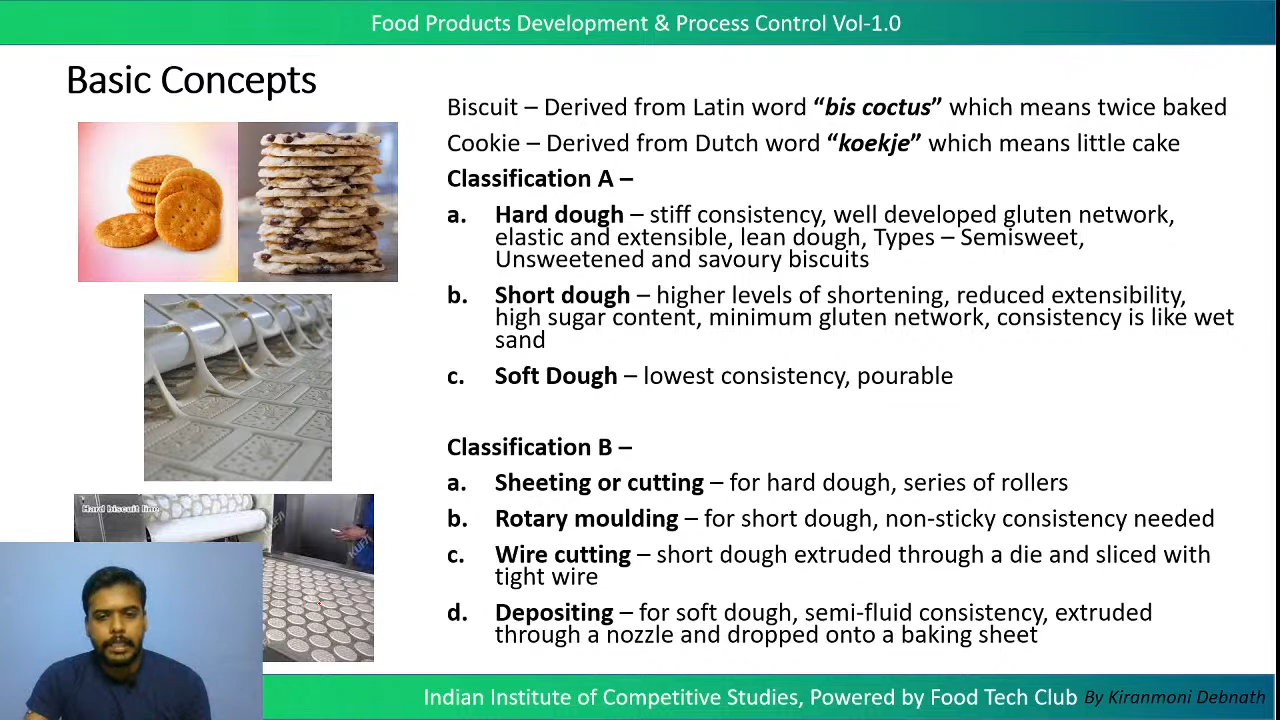 Food Products Development & Process Control Vol-1.0
Basic Concepts
Biscuit – Derived from Latin word “bis coctus” which means twice baked
Cookie – Derived from Dutch word “koekje” which means little cake
Classification A –
a. Hard dough – stiff consistency, well developed gluten network,
elastic and extensible, lean dough, Types – Semisweet,
Unsweetened and savoury biscuits
b. Short dough – higher levels of shortening, reduced extensibility,
high sugar content, minimum gluten network, consistency is like wet
sand
c. Soft Dough – lowest consistency, pourable
Classification B –
a. Sheeting or cutting – for hard dough, series of rollers
b. Rotary moulding – for short dough, non-sticky consistency needed
c. Wire cutting – short dough extruded through a die and sliced with
tight wire
d. Depositing – for soft dough, semi-fluid consistency, extruded
through a nozzle and dropped onto a baking sheet
Hard biscuit line
Indian Institute of Competitive Studies, Powered by Food Tech Club By Kiranmoni Debnath